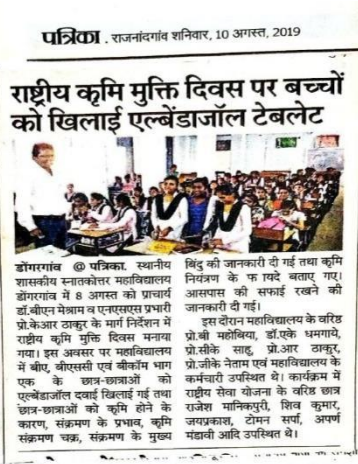 पत्रिका . राजनांदगांव शनिवार, 10 अगस्त, 2019
राष्ट्रीय कृमि मुक्ति दिवस पर बच्चों
को खिलाई एल्बेंडाजॉल टेबलेट
डोंगरगांव @ पत्रिका. स्थानीय
शासकीय स्नातकोत्तर महाविद्यालय
डोंगरगांव में 8 अगस्त को प्राचार्य
डॉ.बीएन मेश्राम व एनएसएस प्रभारी
प्रो.केआर ठाकुर के मार्ग निर्देशन में
राष्ट्रीय कृमि मुक्ति दिवस मनाया
गया। इस अवसर पर महाविद्यालय
में बीए, बीएससी एवं बीकॉम भाग
एक के छात्र-छात्राओं को
एल्बेंडाजॉल दवाई खिलाई गई तथा
छात्र-छात्राओं को कृमि होने के
कारण, संक्रमण के प्रभाव, कृमि
संक्रमण चक्र, संक्रमण के मुख्य
बिंदु की जानकारी दी गई तथा कृमि
नियंत्रण के फ ायदे बताए गए।
आसपास की सफाई रखने की
जानकारी दी गई।
इस दौरान महाविद्यालय के वरिष्ठ
प्रो.बी महोबिया, डॉ.एके धमगाये,
प्रो.सीके साहू, प्रो.आर ठाकुर,
प्रो.जीके नेताम एवं महाविद्यालय के
कर्मचारी उपस्थित थे। कार्यक्रम में
राष्ट्रीय सेवा योजना के वरिष्ठ छात्र
राजेश मानिकपुरी, शिव कुमार,
जयप्रकाश, टोमन सर्पा, अपर्ण
मंडावी आदि उपस्थित थे।